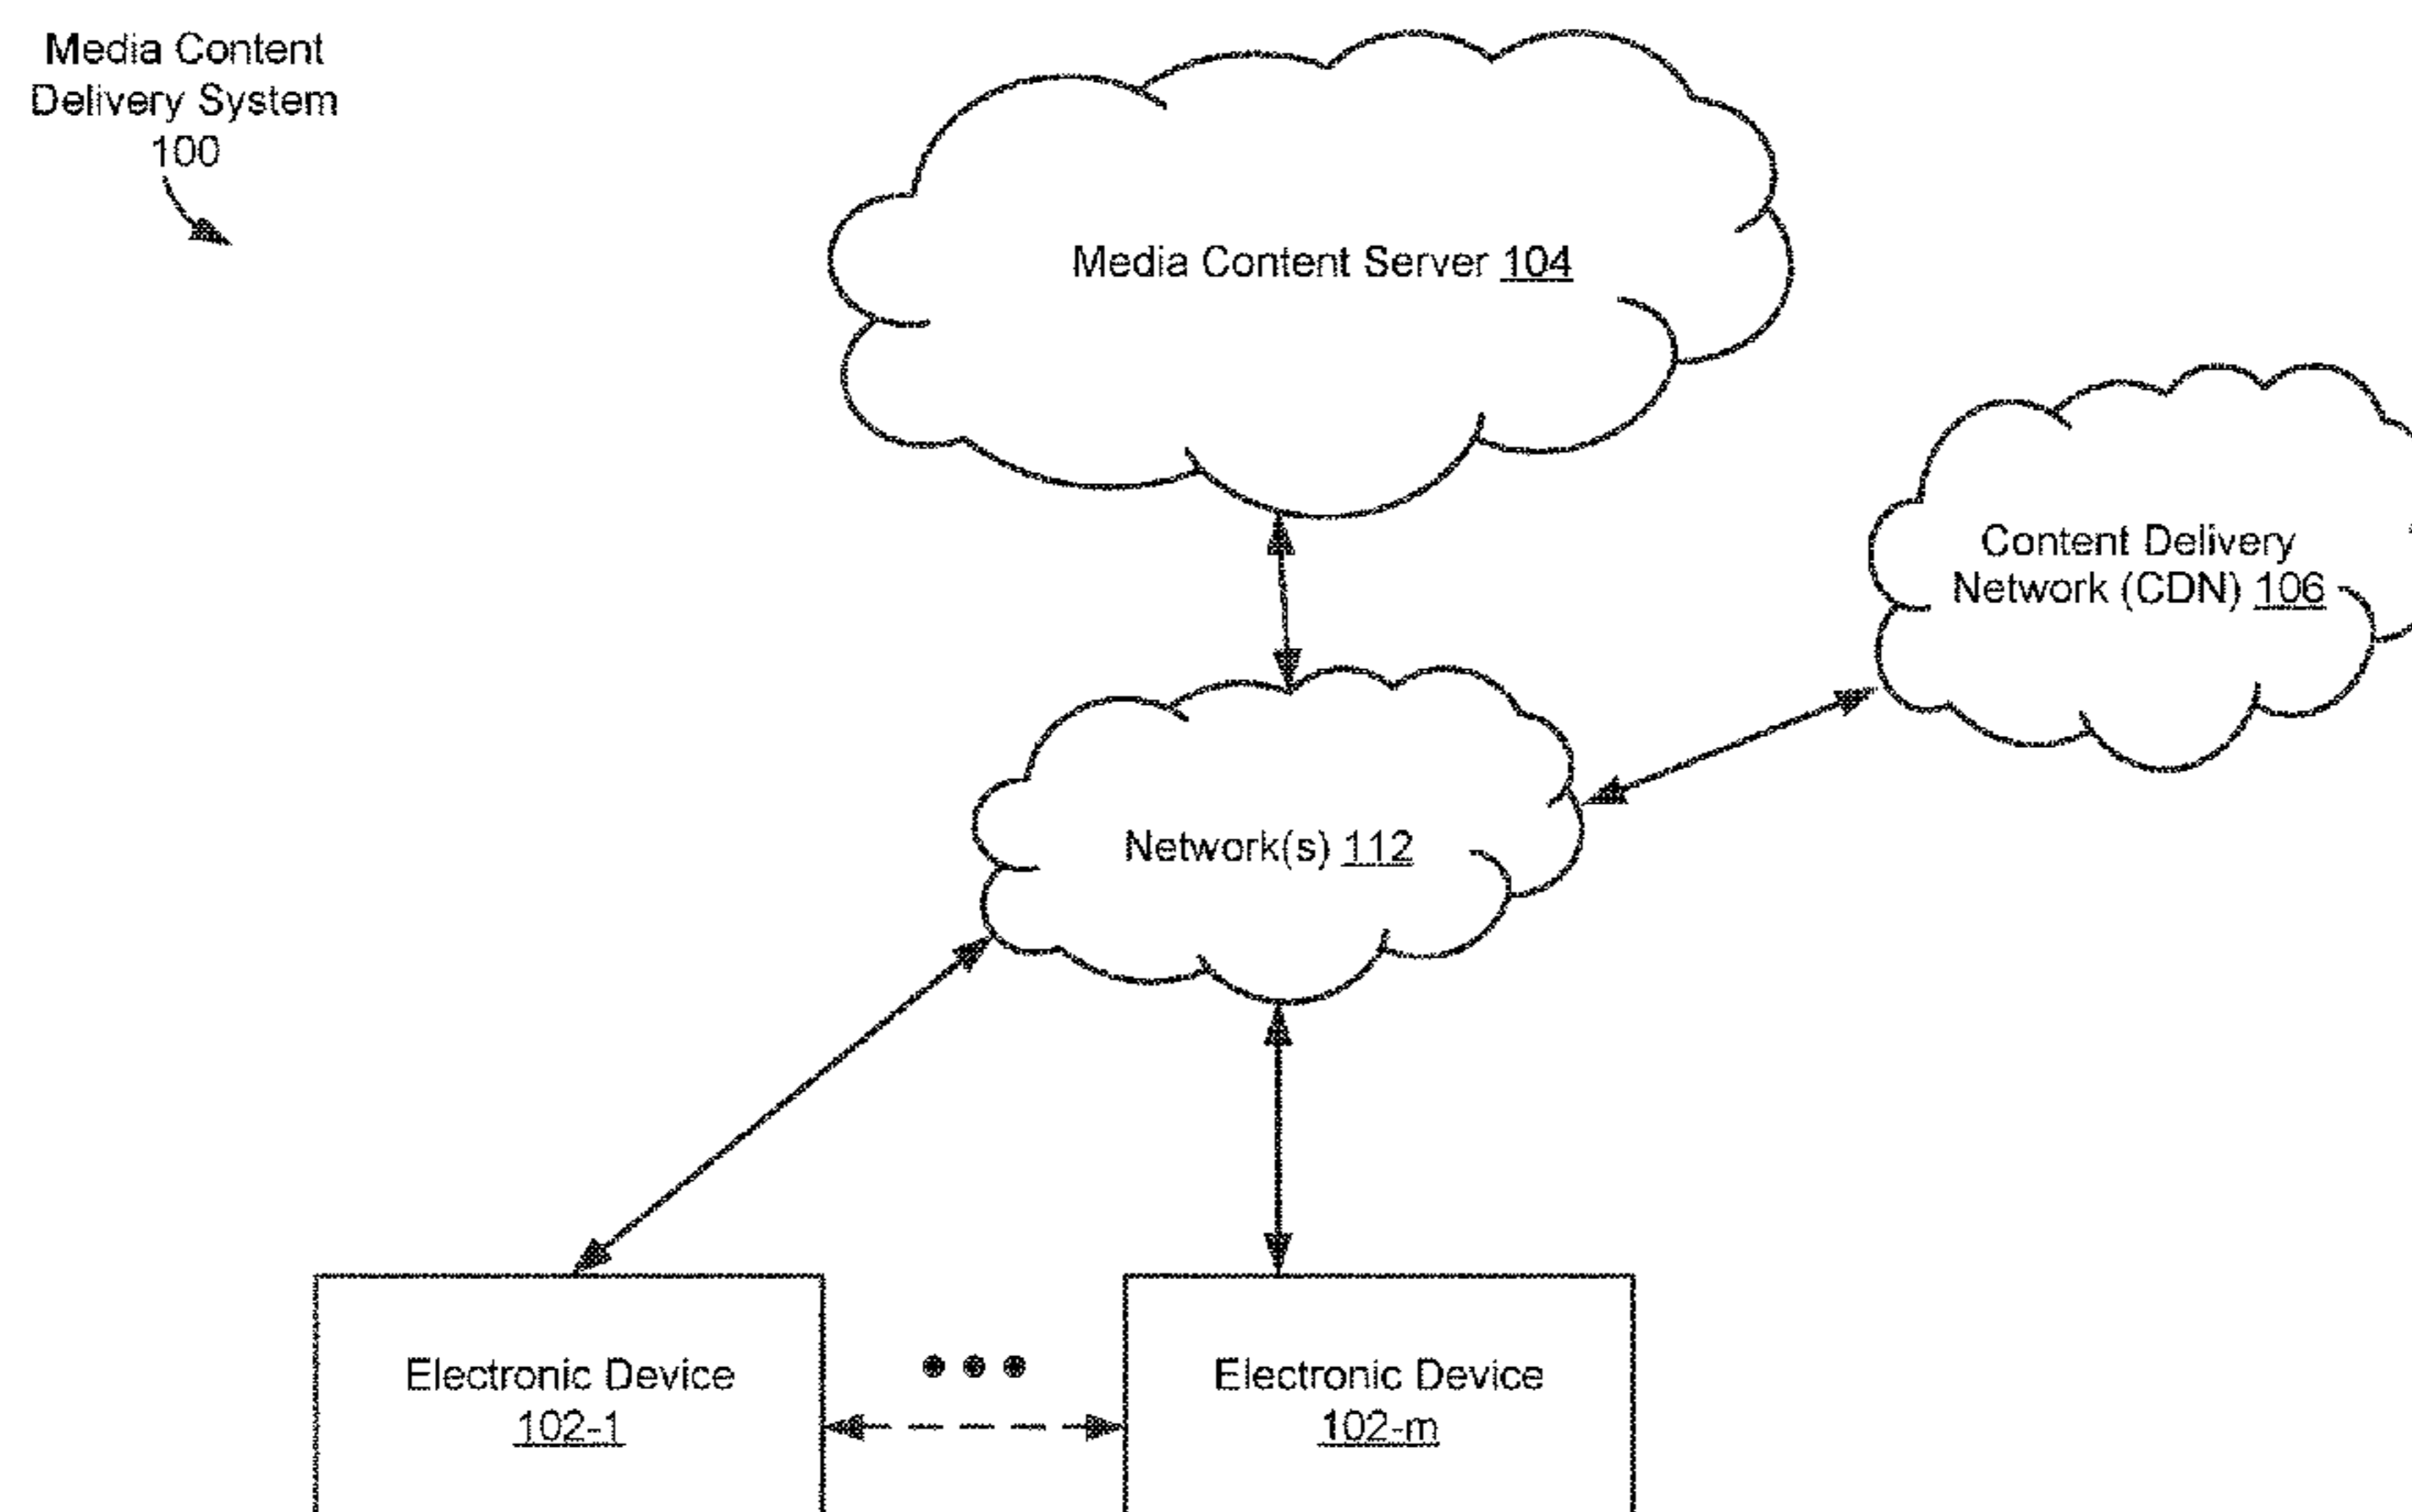 Media Content
Delivery System
100
Media Content Server 104
Content Delivery
Network (CDN) 106
Network(s) 112
Electronic Device
102-1
Electronic Device
102-m